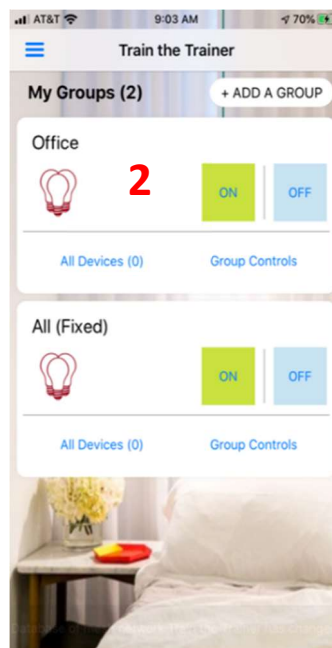 AT&T 9:03 AM 70%
Train the Trainer
My Groups (2) + ADD A GROUP
Office
2 ON OFF
All Devices (0) Group Controls
All (Fixed)
ON OFF
All Devices (0) Group Controls